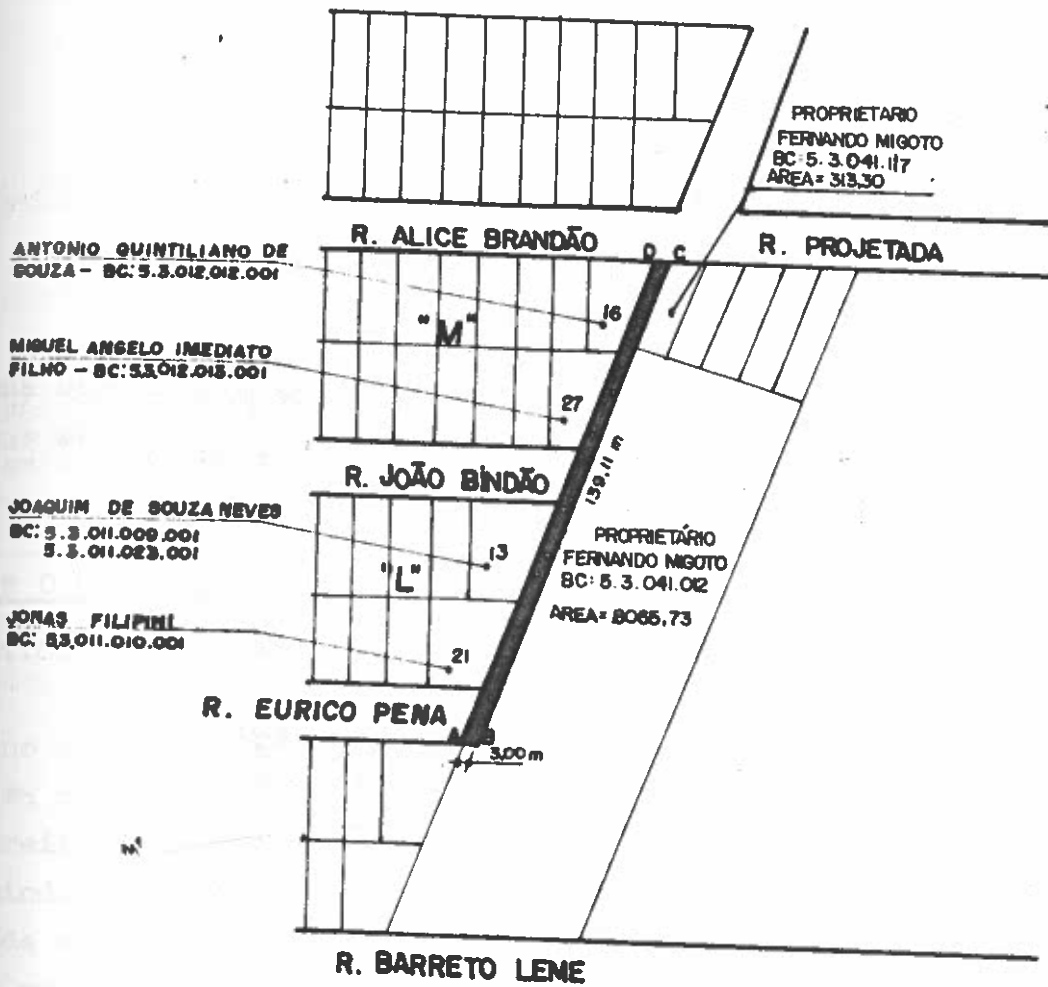 PROPRIETARIO
FERNANDO MIGOTO
BC: 5.3.041.117
AREA= 313,30
R. ALICE BRANDÃO
D C
R. PROJETADA
ANTONIO QUINTILIANO DE
SOUZA - BC: 5.3.012.012.001
16
"M"
MIGUEL ANGELO IMEDIATO
FILHO - BC: 5.3.012.013.001
27
139,11 m
R. JOÃO BINDÃO
JOAQUIM DE SOUZA NEVES
BC: 5.3.011.009.001
5.3.011.023.001
13
"L"
PROPRIETÁRIO
FERNANDO MIGOTO
BC: 5.3.041.012
AREA= 8065,73
JONAS FILIPINI
BC: 5.3.011.010.001
21
R. EURICO PENA
A B
3,00 m
R. BARRETO LEME